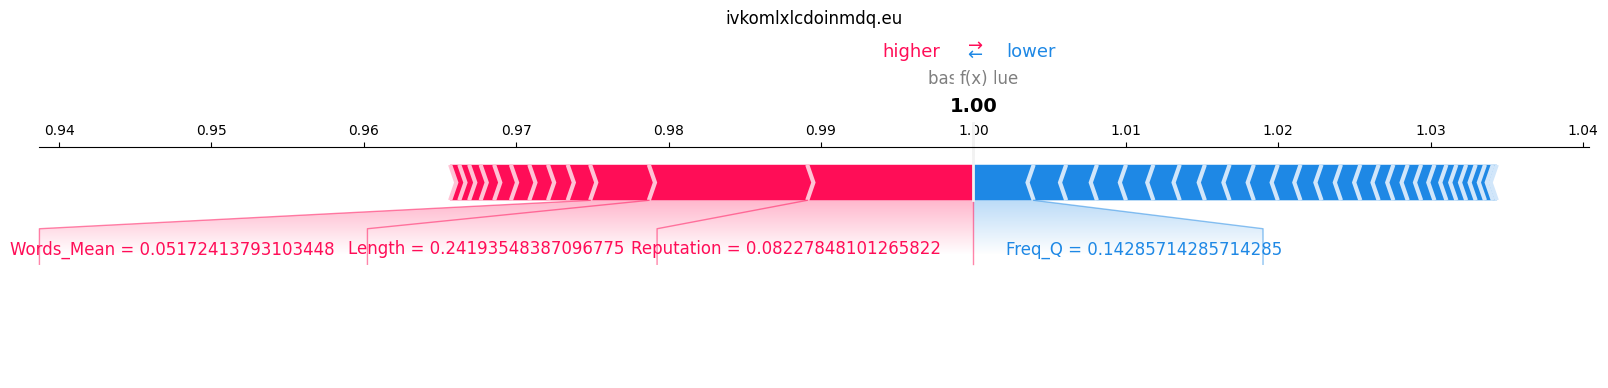 ivkomlxlcdoinmdq.eu
higher ⇄ lower
bas f(x) lue
1.00
0.94 0.95 0.96 0.97 0.98 0.99 1.00 1.01 1.02 1.03 1.04
Words_Mean = 0.05172413793103448 Length = 0.24193548387096775 Reputation = 0.08227848101265822 Freq_Q = 0.14285714285714285